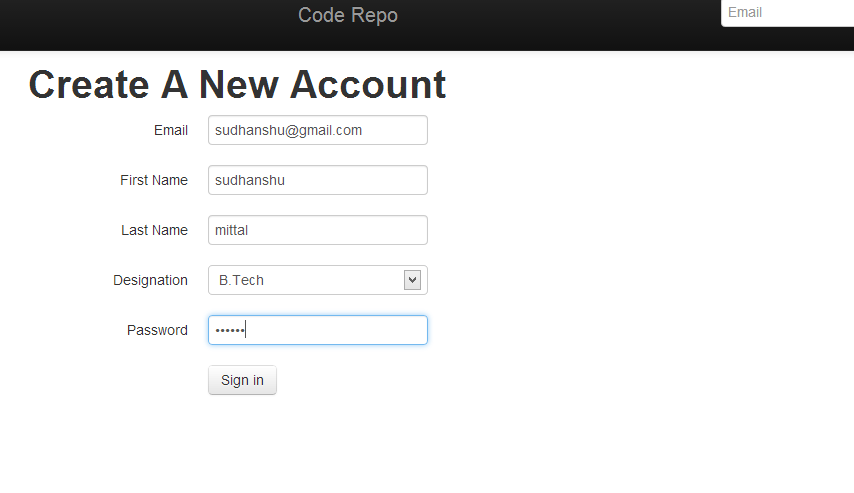 Code Repo
Email
Create A New Account
Email sudhanshu@gmail.com
First Name sudhanshu
Last Name mittal
Designation B.Tech
Password ••••••
Sign in